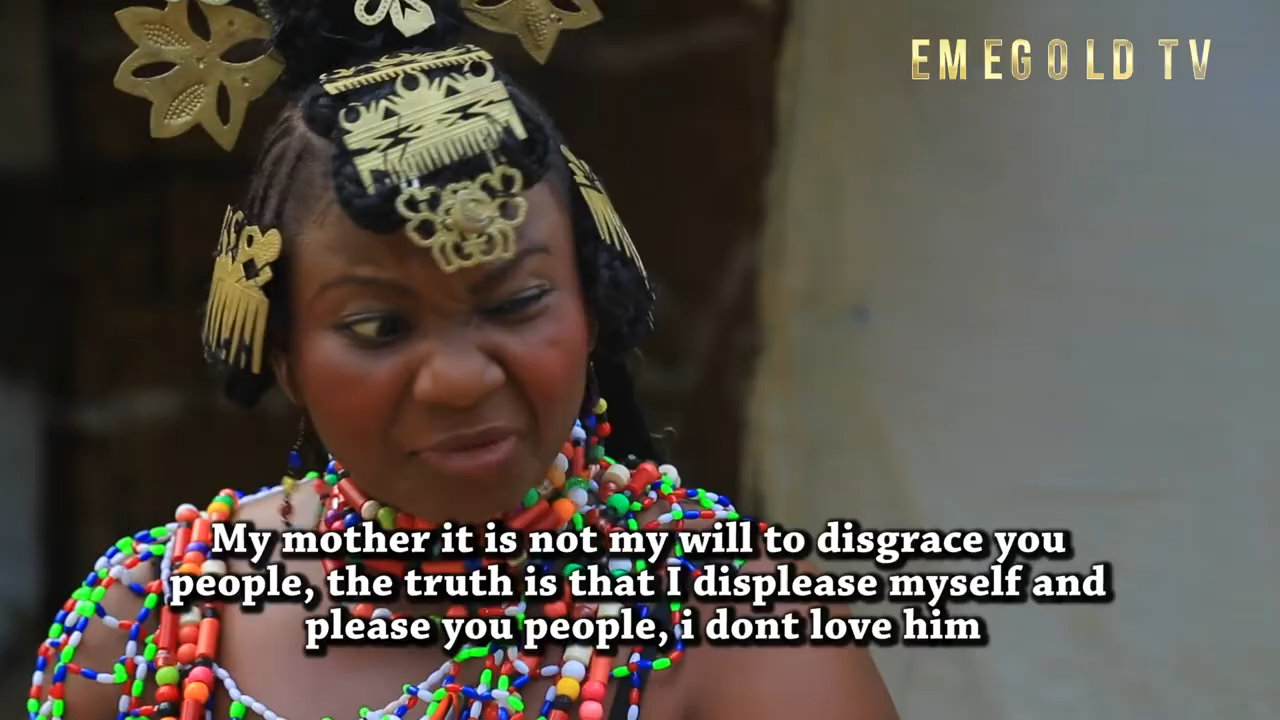 EMEGOLD TV
My mother it is not my will to disgrace you
people, the truth is that I displease myself and
please you people, i dont love him